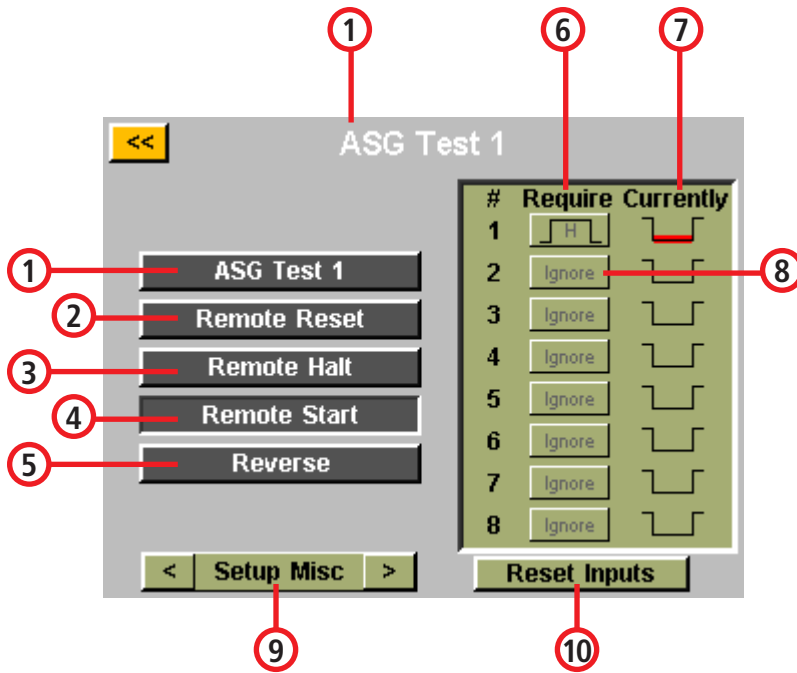 1 6 7
<< ASG Test 1
# Require Currently
1 H
1 ASG Test 1
2 Ignore 8
2 Remote Reset
3 Ignore
3 Remote Halt
4 Ignore
4 Remote Start
5 Ignore
5 Reverse
6 Ignore
7 Ignore
8 Ignore
< Setup Misc >
Reset Inputs
9 10